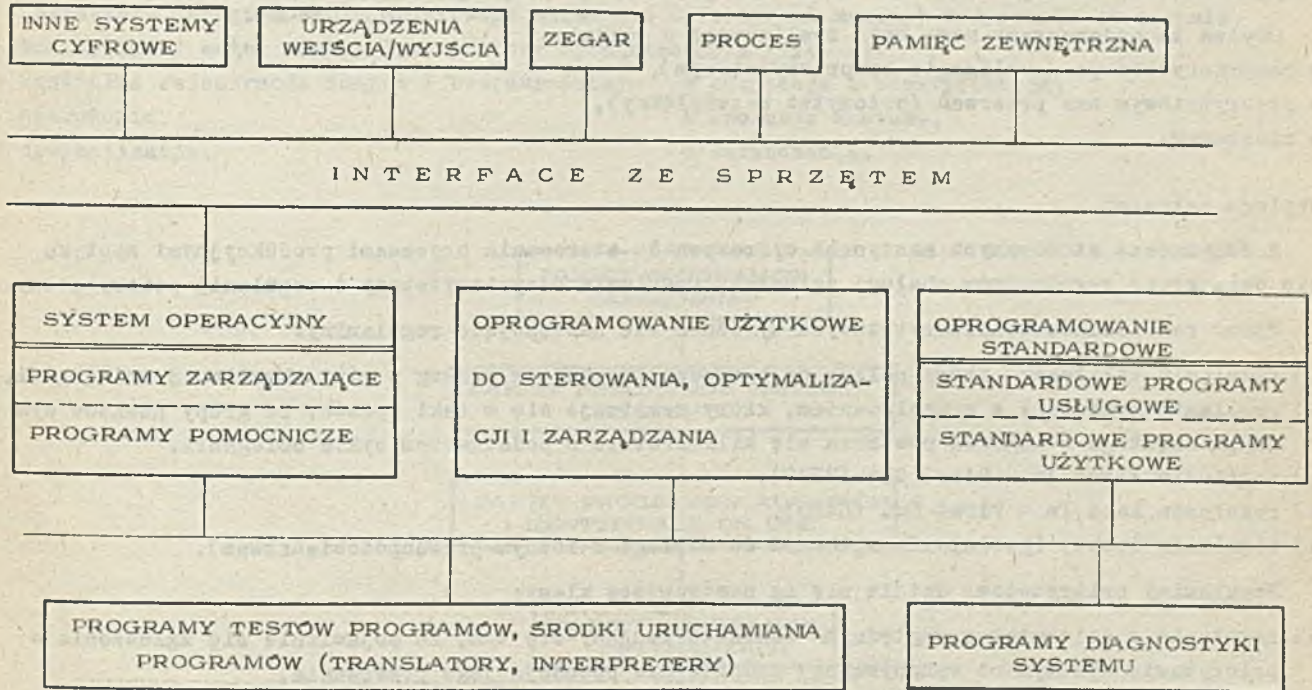 INNE SYSTEMY
CYFROWE
URZĄDZENIA
WEJŚCIA/WYJŚCIA
ZEGAR
PROCES
PAMIĘĆ ZEWNĘTRZNA
INTERFACE ZE SPRZĘTEM
SYSTEM OPERACYJNY
PROGRAMY ZARZĄDZAJĄCE
PROGRAMY POMOCNICZE
OPROGRAMOWANIE UŻYTKOWE
DO STEROWANIA, OPTYMALIZA-
CJI I ZARZĄDZANIA
OPROGRAMOWANIE
STANDARDOWE
STANDARDOWE PROGRAMY
USŁUGOWE
STANDARDOWE PROGRAMY
UŻYTKOWE
PROGRAMY TESTÓW PROGRAMÓW, ŚRODKI URUCHAMIANIA
PROGRAMÓW (TRANSLATORY, INTERPRETERY)
PROGRAMY DIAGNOSTYKI
SYSTEMU